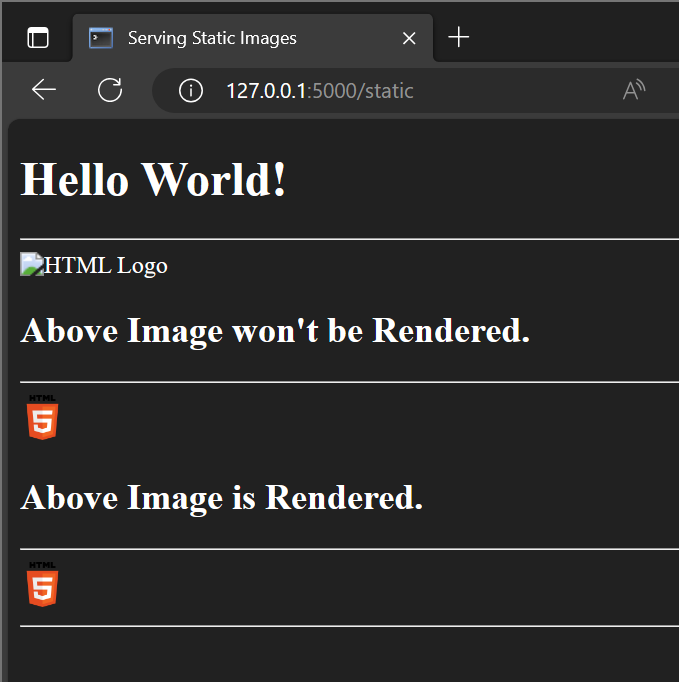 Serving Static Images
127.0.0.1:5000/static
Hello World!
HTML Logo
Above Image won't be Rendered.
HTML
5
Above Image is Rendered.
HTML
5